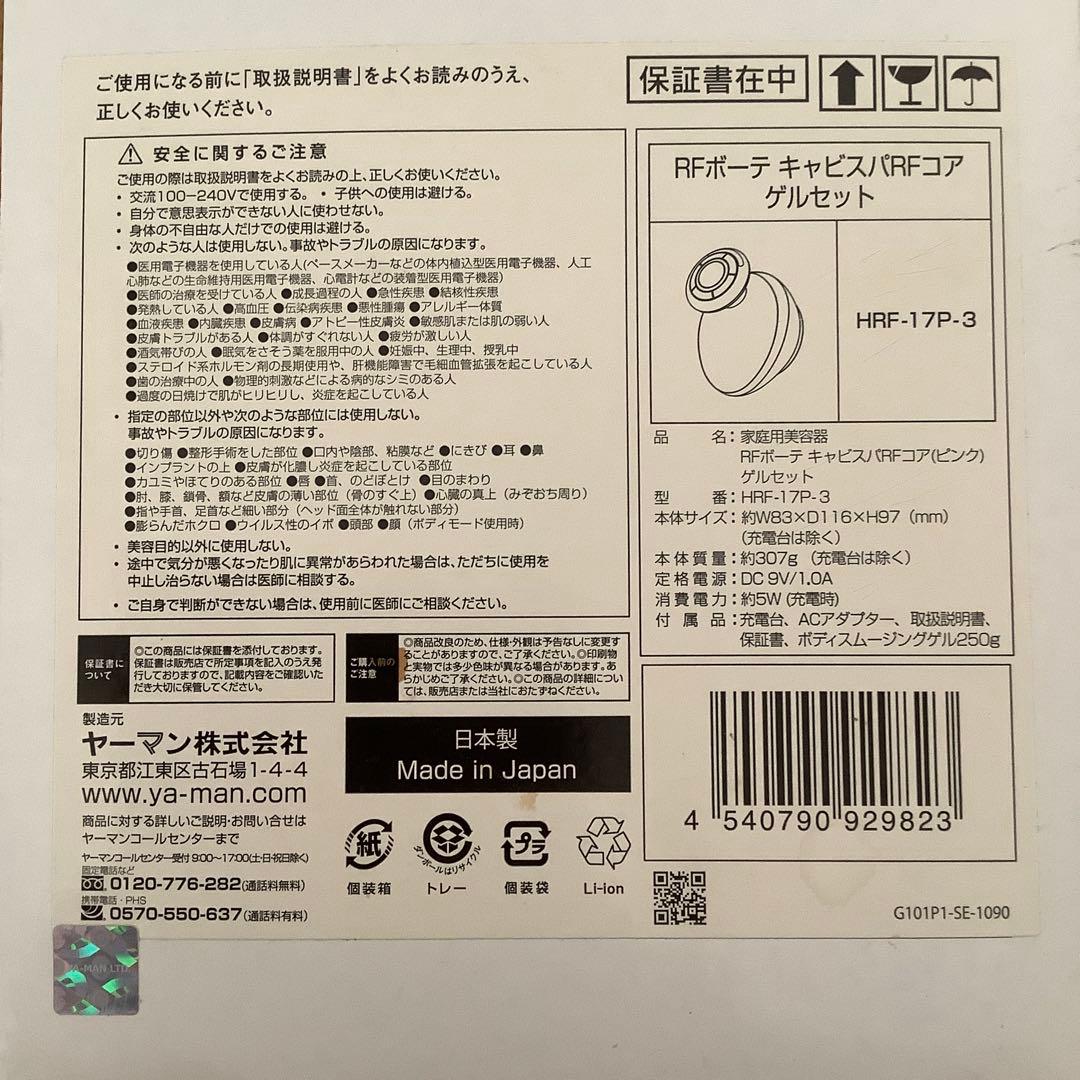 ご使用になる前に「取扱説明書」をよくお読みのうえ、
正しくお使いください。
保証書在中
安全に関するご注意
ご使用の際は取扱説明書をよくお読みの上、正しくお使いください。
・ 交流100−240Vで使用する。 ・ 子供への使用は避ける。
・ 自分で意思表示ができない人に使わせない。
・ 身体の不自由な人だけでの使用は避ける。
・ 次のような人は使用しない。事故やトラブルの原因になります。
●医用電子機器を使用している人(ペースメーカーなどの体内植込型医用電子機器、人工
心肺などの生命維持用医用電子機器、心電計などの装着型医用電子機器)
●医師の治療を受けている人 ●成長過程の人 ●急性疾患 ●結核性疾患
●発熱している人 ●高血圧 ●伝染病疾患 ●悪性腫瘍 ●アレルギー体質
●血液疾患 ●内臓疾患 ●皮膚病 ●アトピー性皮膚炎 ●敏感肌または肌の弱い人
●皮膚トラブルがある人 ●体調がすぐれない人 ●疲労が激しい人
●酒気帯びの人 ●眠気をさそう薬を服用中の人 ●妊娠中、生理中、授乳中
●ステロイド系ホルモン剤の長期使用や、肝機能障害で毛細血管拡張を起こしている人
●歯の治療中の人 ●物理的刺激などによる病的なシミのある人
●過度の日焼けで肌がヒリヒリし、炎症を起こしている人
・ 指定の部位以外や次のような部位には使用しない。
事故やトラブルの原因になります。
●切り傷 ●整形手術をした部位 ●口内や陰部、粘膜など ●にきび ●耳 ●鼻
●インプラントの上 ●皮膚が化膿し炎症を起こしている部位
●カユミやほてりのある部位 ●唇 ●首、のどぼとけ ●目のまわり
●肘、膝、鎖骨、額など皮膚の薄い部位（骨のすぐ上）●心臓の真上（みぞおち周り）
●指や手首、足首など細い部分（ヘッド面全体が触れない部分）
●膨らんだホクロ ●ウイルス性のイボ ●頭部 ●顔（ボディモード使用時）
・ 美容目的以外に使用しない。
・ 途中で気分が悪くなったり肌に異常があらわれた場合は、ただちに使用を
中止し治らない場合は医師に相談する。
・ ご自身で判断ができない場合は、使用前に医師にご相談ください。
RFボーテ キャビスパRFコア
ゲルセット
HRF-17P-3
品 名：家庭用美容器
RFボーテ キャビスパRFコア(ピンク)
ゲルセット
型 番：HRF-17P-3
本体サイズ：約W83×D116×H97（mm）
（充電台は除く）
本体質量：約307g （充電台は除く）
定格電源：DC 9V/1.0A
消費電力：約5W (充電時)
付属品：充電台、ACアダプター、取扱説明書、
保証書、ボディスムージングゲル250g
保証書に
ついて
◎この商品には保証書を添付しております。
保証書は販売店で所定事項を記入のうえ発
行しておりますので、記載内容をご確認いた
だき大切に保管してください。
ご購入前の
ご注意
◎商品改良のため、仕様・外観は予告なしに変更す
ることがありますので、ご了承ください。◎印刷物
と実物では多少色味が異なる場合があります。あ
らかじめご了承ください。◎この商品の詳細につい
ては、販売店または当社におたずねください。
製造元
ヤーマン株式会社
東京都江東区古石場1-4-4
www.ya-man.com
商品に対する詳しいご説明・お問い合せは
ヤーマンコールセンターまで
ヤーマンコールセンター受付 9:00〜17:00(土・日・祝日除く)
固定電話など
0120-776-282(通話料無料)
携帯電話・PHS
0570-550-637(通話料有料)
日本製
Made in Japan
紙
個装箱
ダンボールはリサイクル
トレー
プラ
個装袋
Li-ion
4 540790 929823
G101P1-SE-1090
YA-MAN LTD.